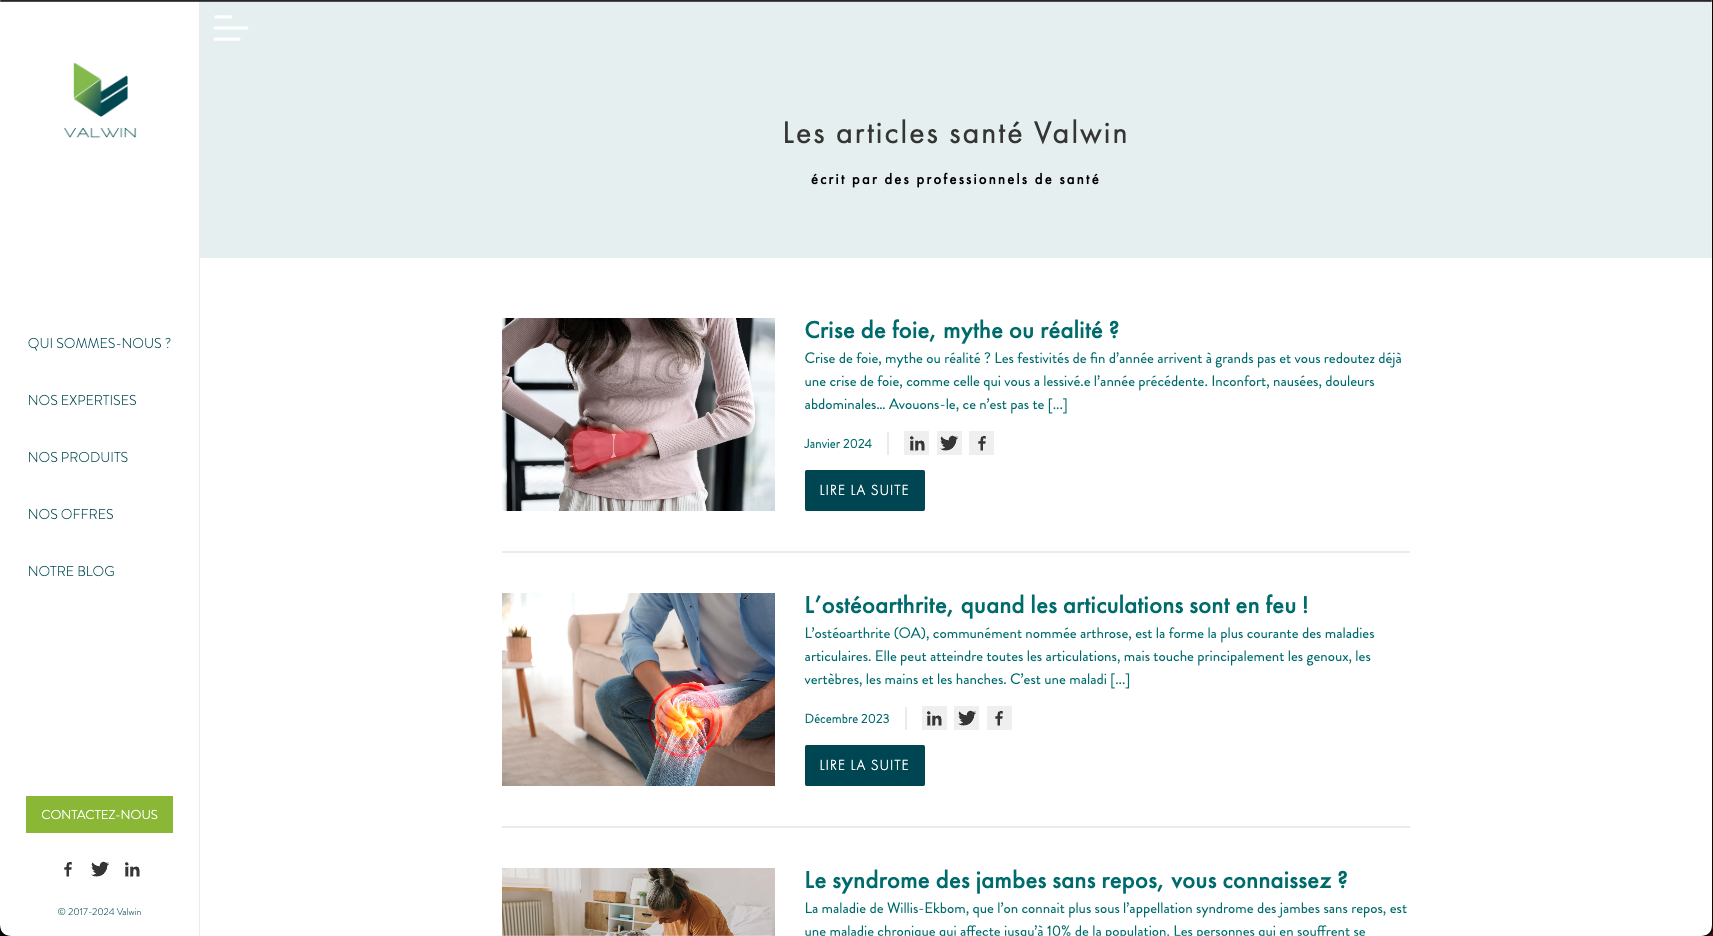 VALWIN
QUI SOMMES-NOUS ?
NOS EXPERTISES
NOS PRODUITS
NOS OFFRES
NOTRE BLOG
CONTACTEZ-NOUS
© 2017-2024 Valwin
Les articles santé Valwin
écrit par des professionnels de santé
Crise de foie, mythe ou réalité ?
Crise de foie, mythe ou réalité ? Les festivités de fin d’année arrivent à grands pas et vous redoutez déjà
une crise de foie, comme celle qui vous a lessivé.e l’année précédente. Inconfort, nausées, douleurs
abdominales… Avouons-le, ce n’est pas te [...]
Janvier 2024
LIRE LA SUITE
L’ostéoarthrite, quand les articulations sont en feu !
L’ostéoarthrite (OA), communément nommée arthrose, est la forme la plus courante des maladies
articulaires. Elle peut atteindre toutes les articulations, mais touche principalement les genoux, les
vertèbres, les mains et les hanches. C’est une maladi [...]
Décembre 2023
LIRE LA SUITE
Le syndrome des jambes sans repos, vous connaissez ?
La maladie de Willis-Ekbom, que l’on connait plus sous l’appellation syndrome des jambes sans repos, est
une maladie chronique qui affecte jusqu’à 10% de la population. Les personnes qui en souffrent se